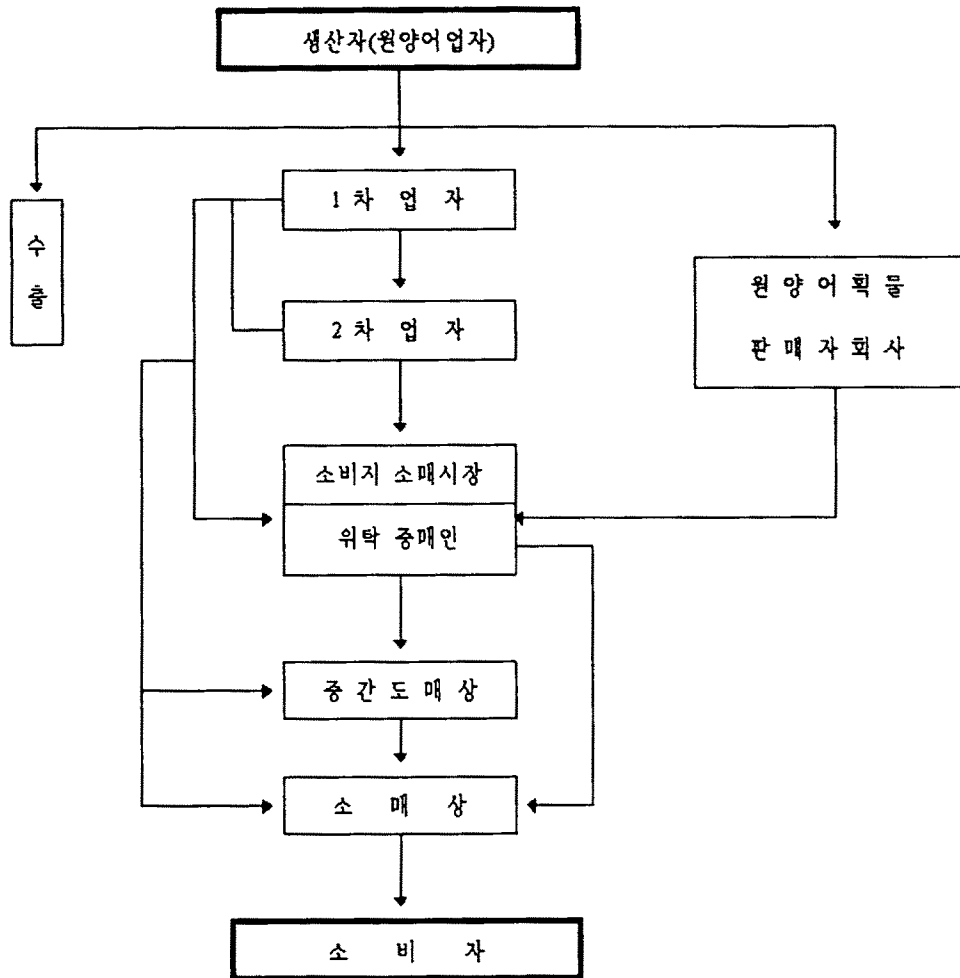 생산자(원양어업자)
1 차 업 자
수
출
원 양 어 획 물
2 차 업 자
판 매 자 회 사
소비지 소매시장
위탁 중매인
중 간 도 매 상
소 매 상
소 비 자